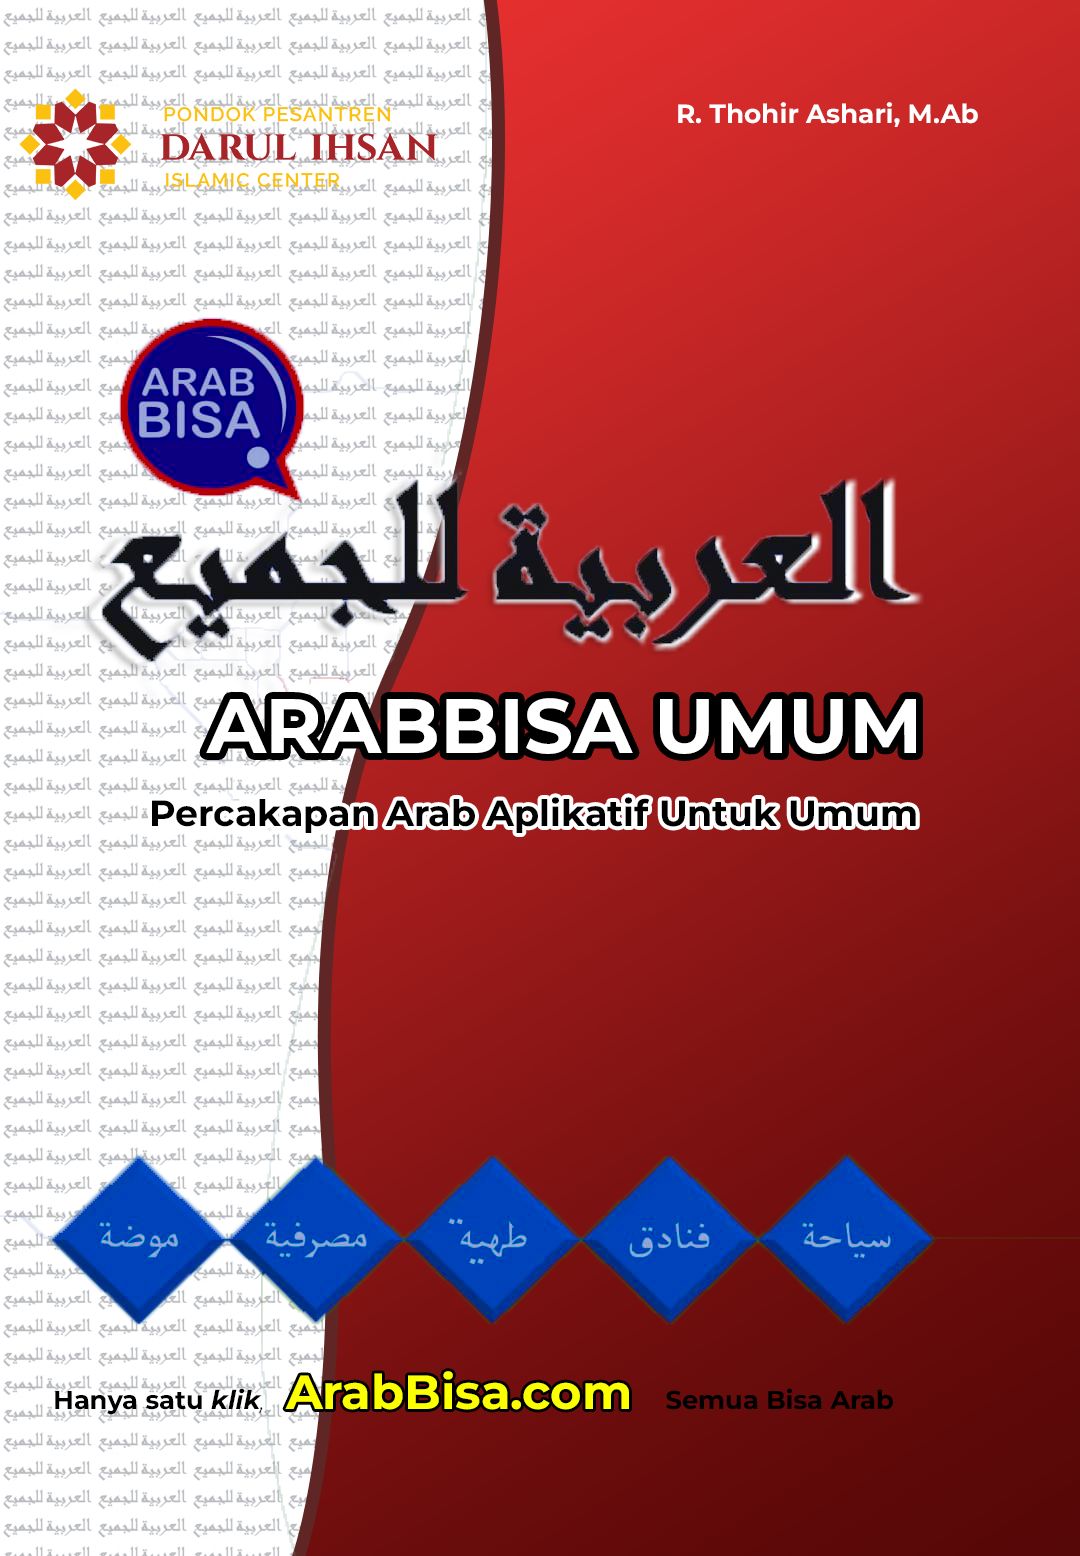 PONDOK PESANTREN
DARUL IHSAN
ISLAMIC CENTER
R. Thohir Ashari, M.Ab
ARAB
BISA
العربية للجميع
ARABBISA UMUM
Percakapan Arab Aplikatif Untuk Umum
سياحة فنادق طهية مصرفية موضة
Hanya satu klik, ArabBisa.com Semua Bisa Arab